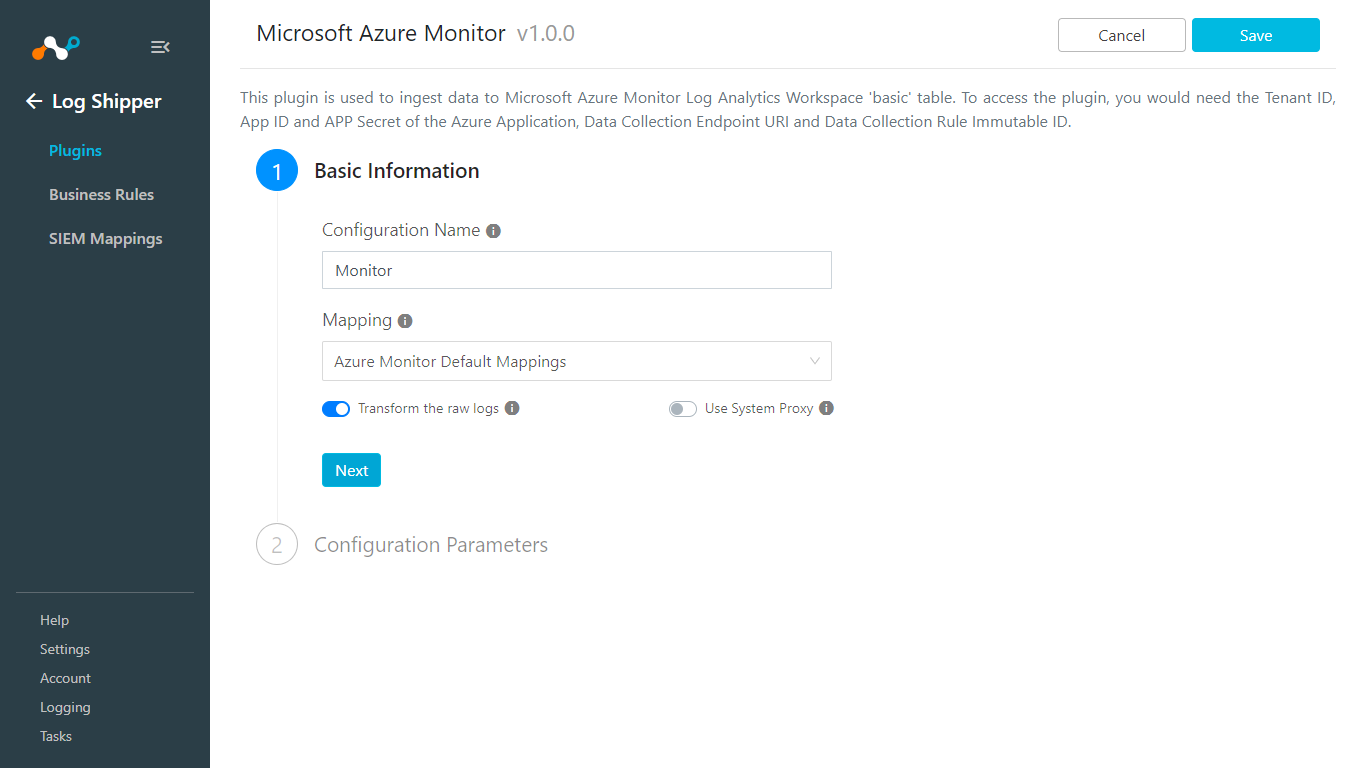 Log Shipper
Plugins
Business Rules
SIEM Mappings
Help
Settings
Account
Logging
Tasks
Microsoft Azure Monitor v1.0.0
Cancel
Save
This plugin is used to ingest data to Microsoft Azure Monitor Log Analytics Workspace 'basic' table. To access the plugin, you would need the Tenant ID,
App ID and APP Secret of the Azure Application, Data Collection Endpoint URI and Data Collection Rule Immutable ID.
1 Basic Information
Configuration Name
Monitor
Mapping
Azure Monitor Default Mappings
Transform the raw logs
Use System Proxy
Next
2 Configuration Parameters